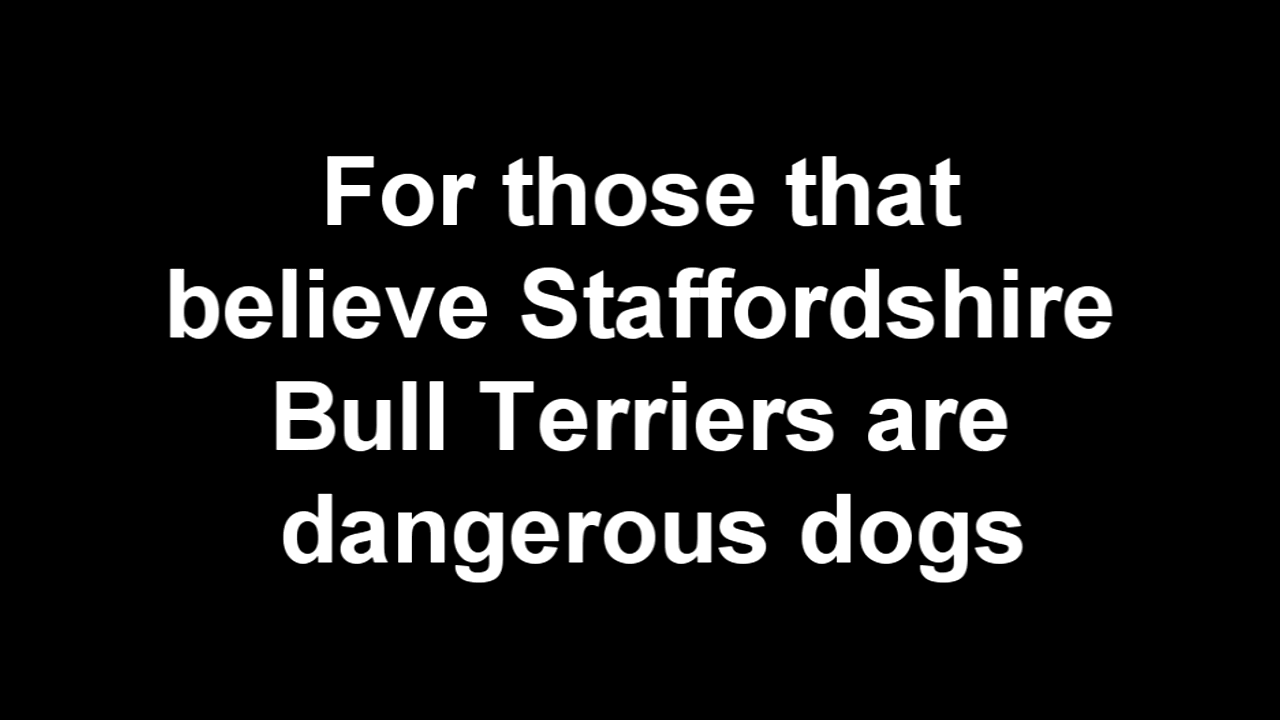 For those that
believe Staffordshire
Bull Terriers are
dangerous dogs